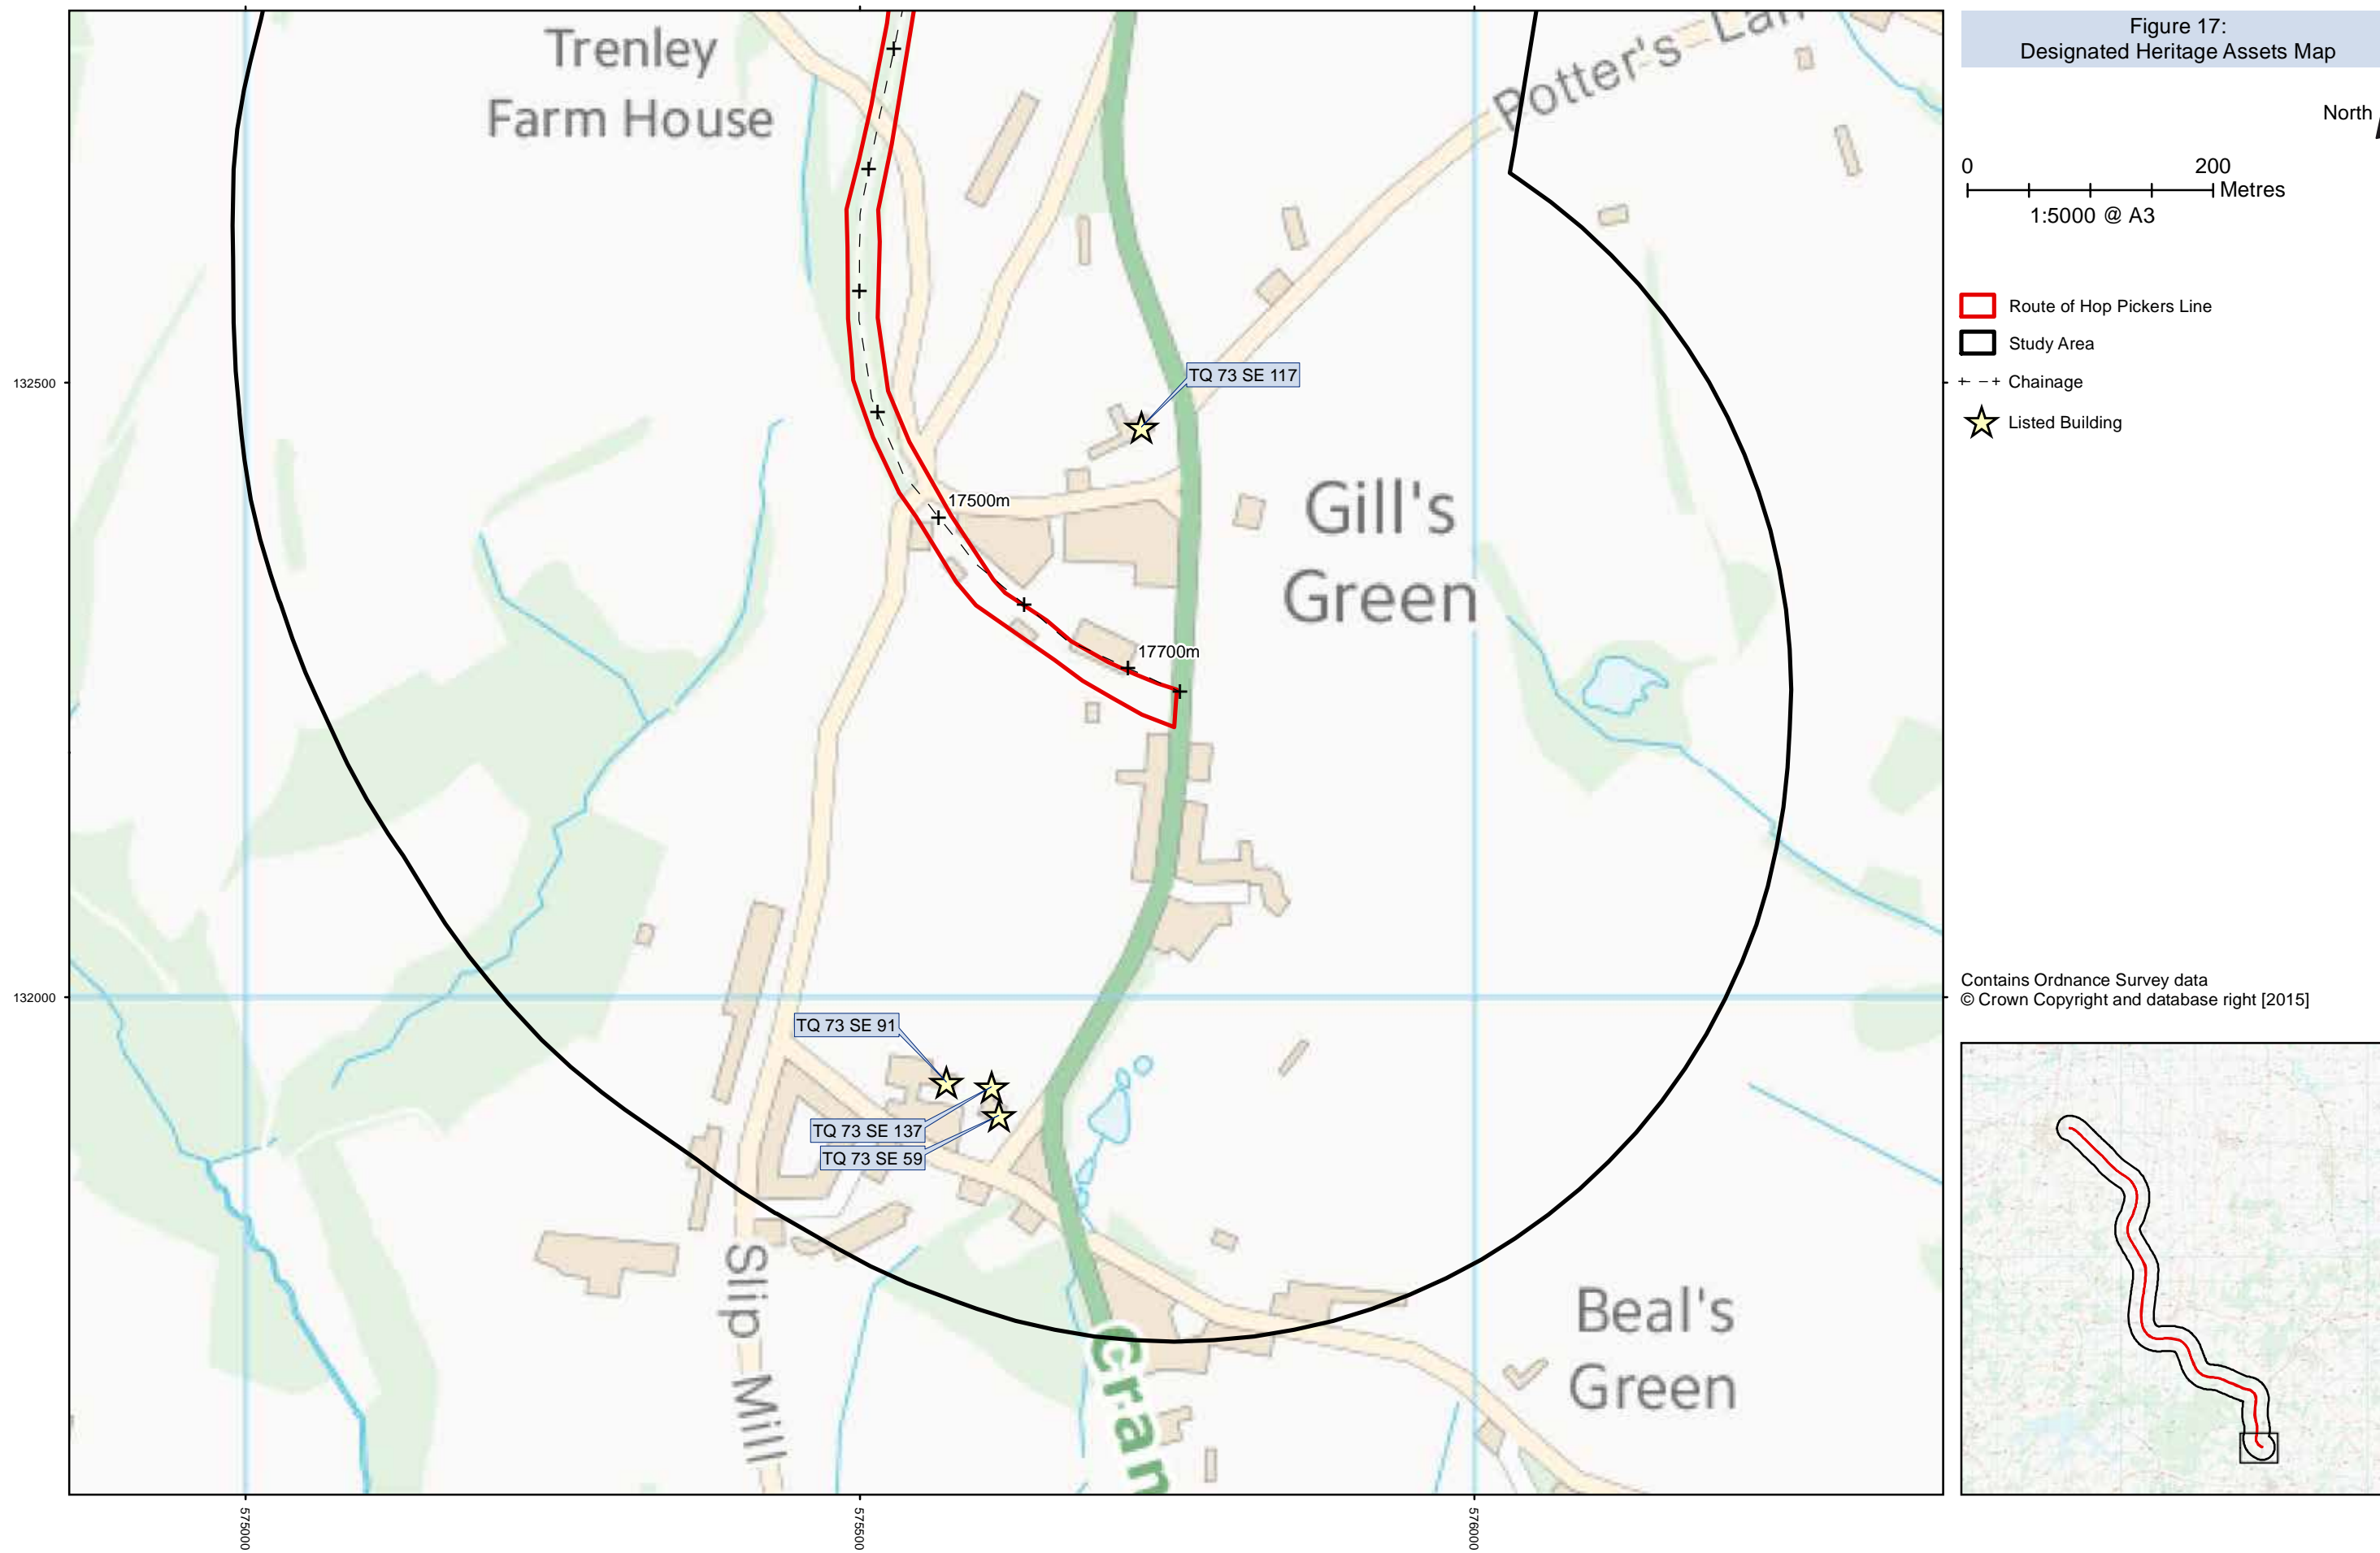 Figure 17:
Designated Heritage Assets Map
North
0 200
Metres
1:5000 @ A3
Route of Hop Pickers Line
Study Area
Chainage
Listed Building
Contains Ordnance Survey data
© Crown Copyright and database right [2015]
Trenley
Farm House
Potter's Lan
132500
TQ 73 SE 117
17500m
Gill's
Green
17700m
132000
TQ 73 SE 91
TQ 73 SE 137
TQ 73 SE 59
Slip Mill
Beal's
Green
Cran
575000
575500
576000